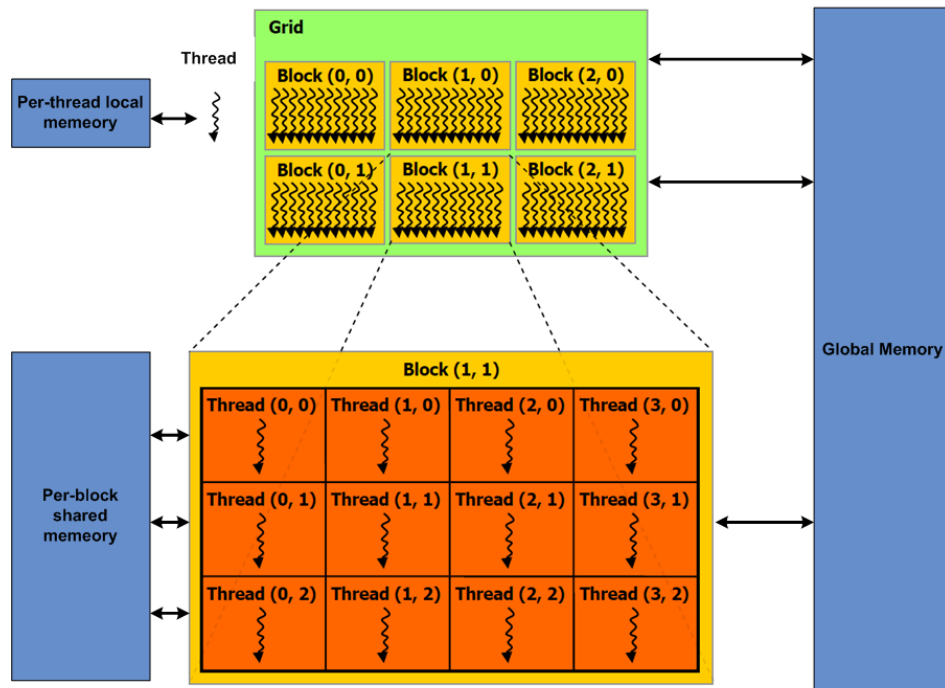 Grid
Thread
Block (0, 0) Block (1, 0) Block (2, 0)
Per-thread local
memeory
Block (0, 1) Block (1, 1) Block (2, 1)
Global Memory
Block (1, 1)
Thread (0, 0) Thread (1, 0) Thread (2, 0) Thread (3, 0)
Per-block
shared
memeory
Thread (0, 1) Thread (1, 1) Thread (2, 1) Thread (3, 1)
Thread (0, 2) Thread (1, 2) Thread (2, 2) Thread (3, 2)